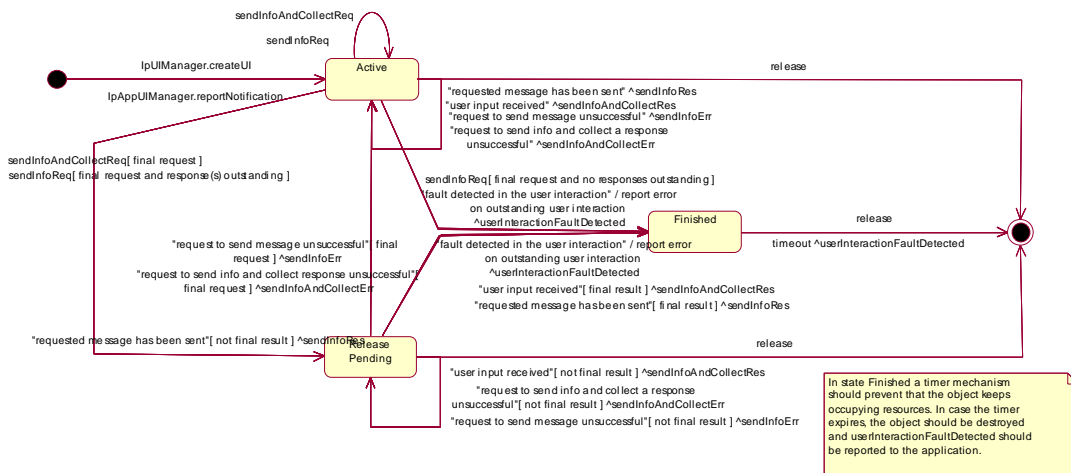 sendInfoAndCollectReq
sendInfoReq
IpUIManager.createUI
Active
release
IpAppUIManager.reportNotification
"requested message has been sent" ^sendInfoRes
"user input received" ^sendInfoAndCollectRes
"request to send message unsuccessful" ^sendInfoErr
"request to send info and collect a response
unsuccessful" ^sendInfoAndCollectErr
sendInfoAndCollectReq[ final request ]
sendInfoReq[ final request and response(s) outstanding ]
sendInfoReq[ final request and no responses outstanding ]
"fault detected in the user interaction" / report error
on outstanding user interaction
^userInteractionFaultDetected
Finished
release
timeout ^userInteractionFaultDetected
"request to send message unsuccessful" final
request ] ^sendInfoErr
"request to send info and collect response unsuccessful"[
final request ] ^sendInfoAndCollectErr
"fault detected in the user interaction" / report error
on outstanding user interaction
^userInteractionFaultDetected
"user input received"[ final result ] ^sendInfoAndCollectRes
"requested message has been sent"[ final result ] ^sendInfoRes
"requested message has been sent"[ not final result ] ^sendInfoRes
Release
Pending
release
"user input received"[ not final result ] ^sendInfoAndCollectRes
"request to send info and collect a response
unsuccessful"[ not final result ] ^sendInfoAndCollectErr
"request to send message unsuccessful"[ not final result ] ^sendInfoErr
In state Finished a timer mechanism
should prevent that the object keeps
occupying resources. In case the timer
expires, the object should be destroyed
and userInteractionFaultDetected should
be reported to the application.